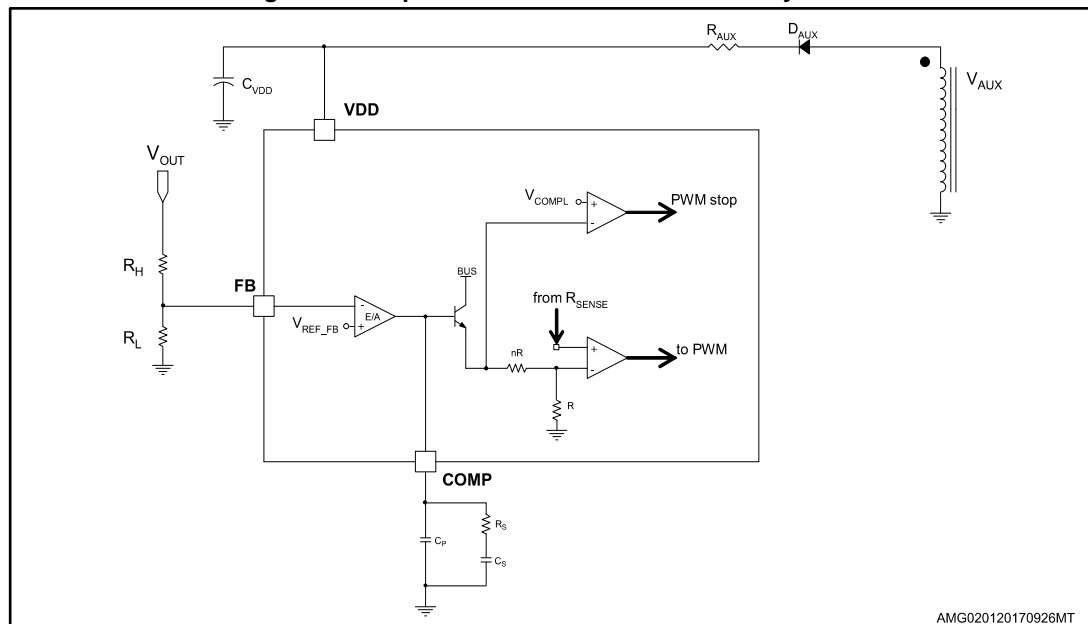 R_AUX
D_AUX
V_AUX
C_VDD
VDD
V_OUT
V_COMPL
+
-
PWM stop
R_H
FB
BUS
from R_SENSE
-
E/A
+
V_REF_FB
R_L
nR
+
-
to PWM
R
COMP
R_S
C_P
C_S
AMG020120170926MT